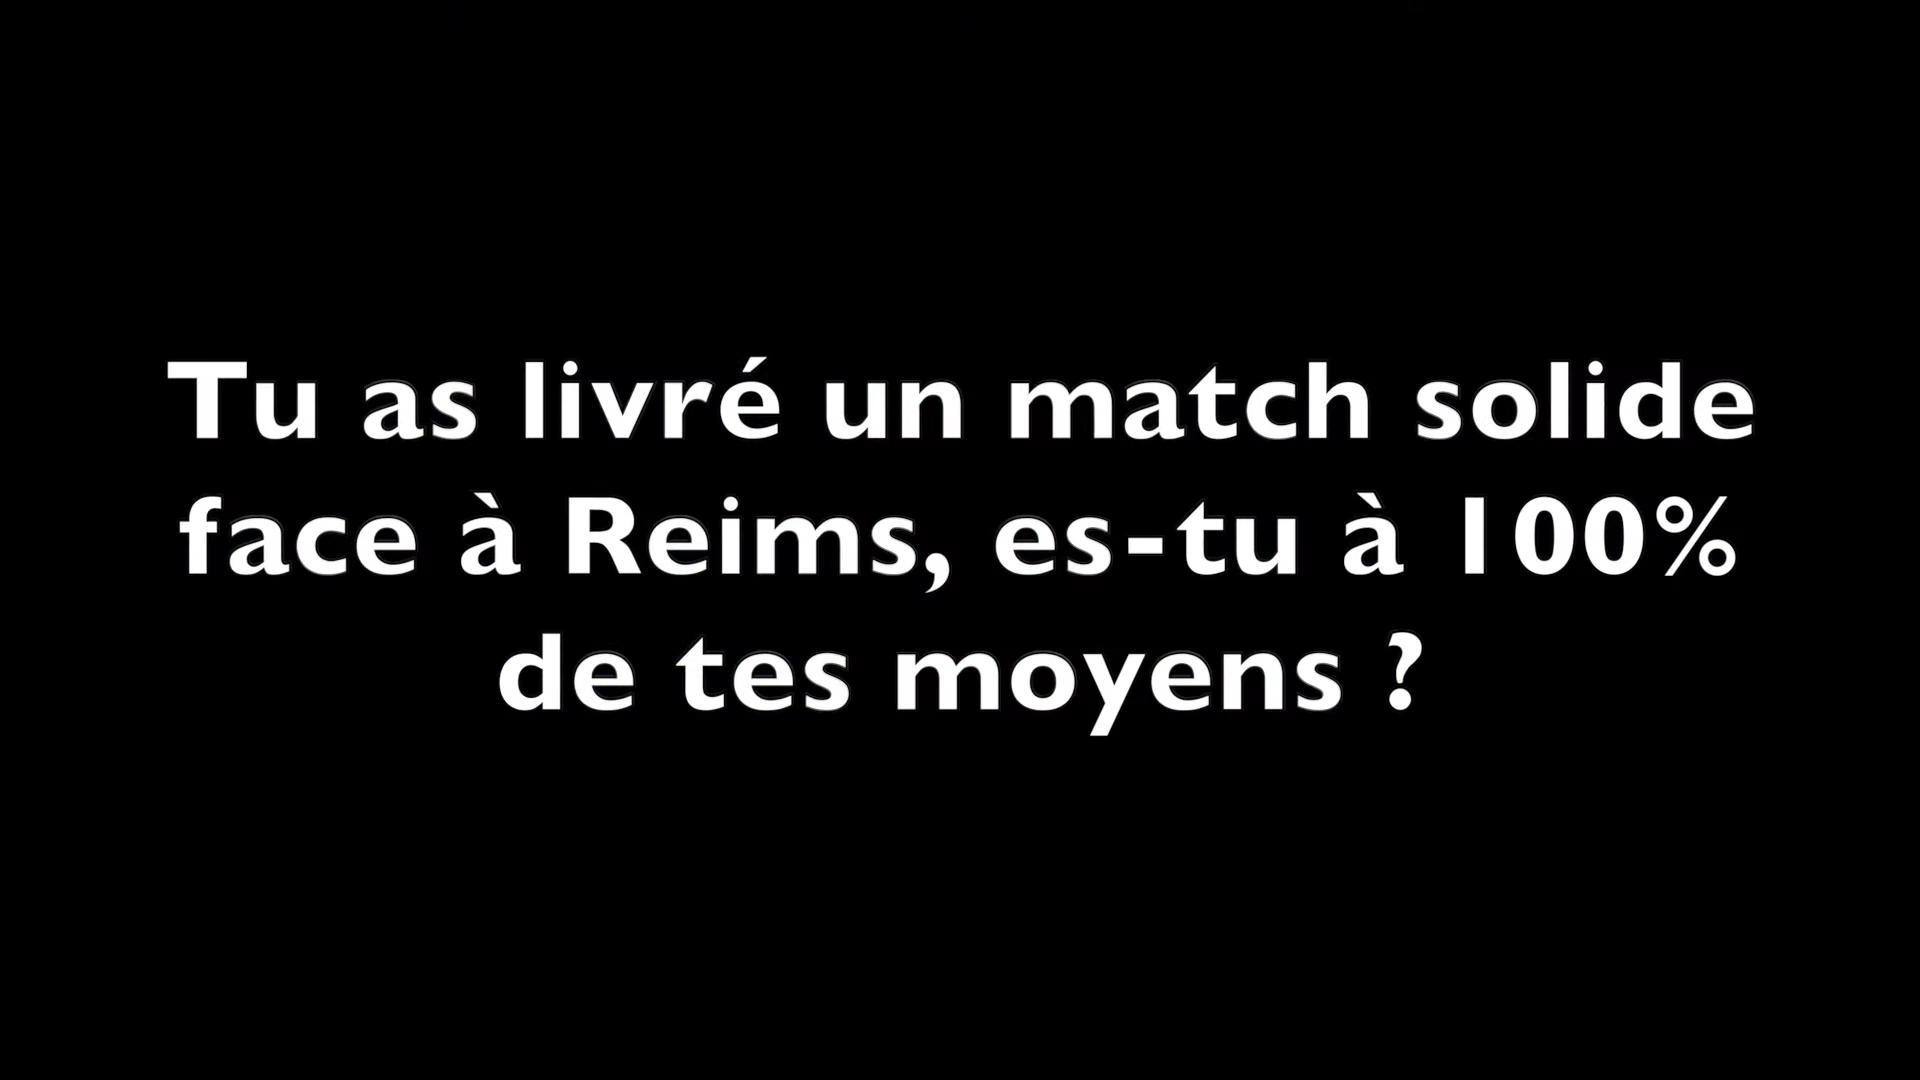 Tu as livré un match solide
face à Reims, es-tu à 100%
de tes moyens ?